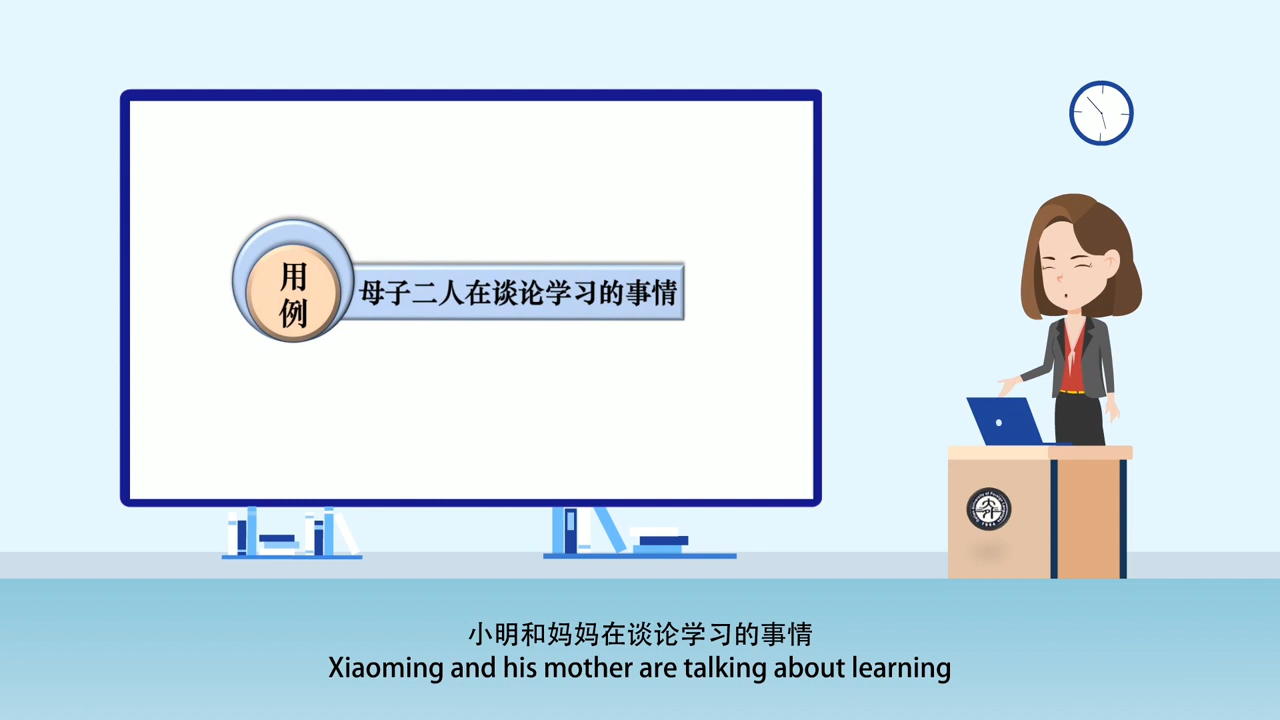 用
例
母子二人在谈论学习的事情
小明和妈妈在谈论学习的事情
Xiaoming and his mother are talking about learning